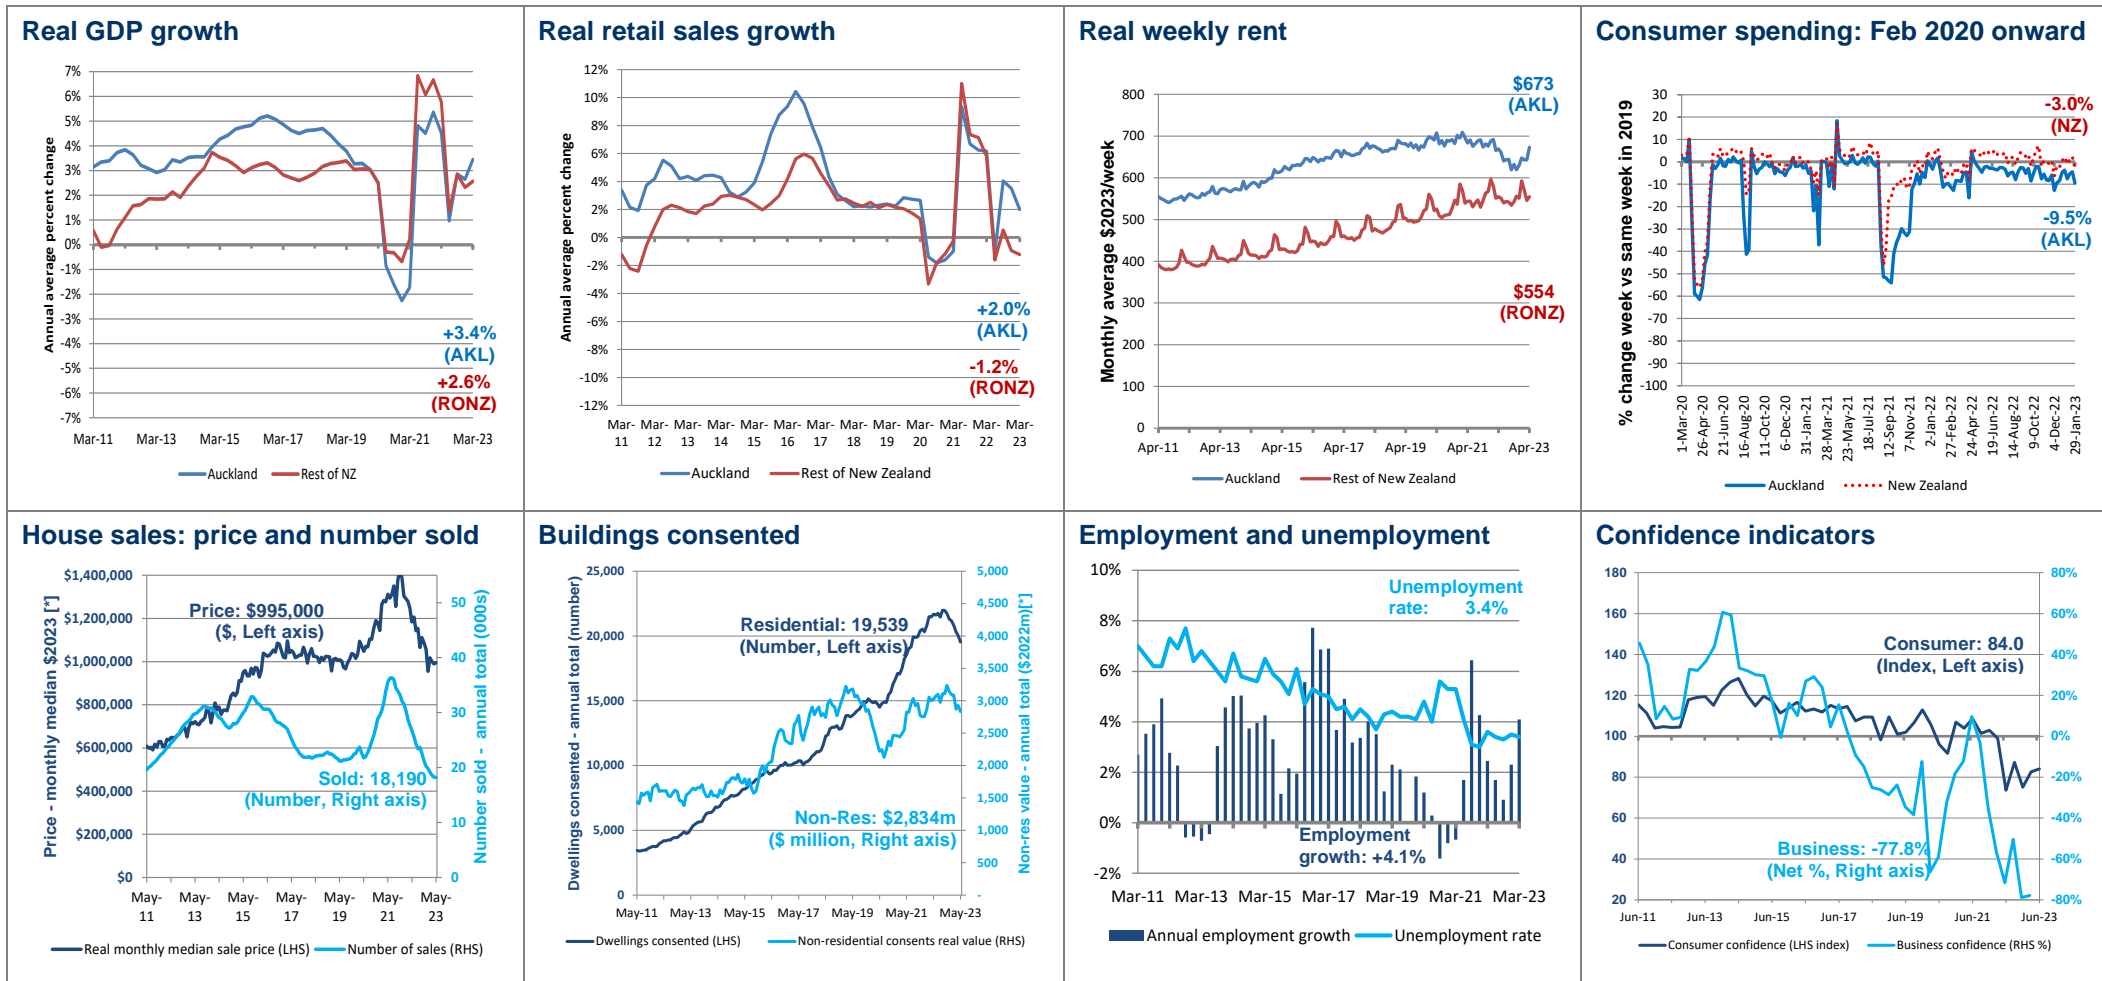 Real GDP growth
Annual average percent change
7%
6%
5%
4%
3%
2%
1%
0%
-1%
-2%
-3%
-4%
-5%
-6%
-7%
+3.4%
(AKL)
+2.6%
(RONZ)
Mar-11 Mar-13 Mar-15 Mar-17 Mar-19 Mar-21 Mar-23
Auckland Rest of NZ
Real retail sales growth
Annual average percent change
12%
10%
8%
6%
4%
2%
0%
-2%
-4%
-6%
-8%
-10%
-12%
+2.0%
(AKL)
-1.2%
(RONZ)
Mar- Mar- Mar- Mar- Mar- Mar- Mar- Mar- Mar- Mar- Mar- Mar- Mar-
11 12 13 14 15 16 17 18 19 20 21 22 23
Auckland Rest of New Zealand
Real weekly rent
Monthly average $2023/week
800
700
600
500
400
300
200
100
0
$673
(AKL)
$554
(RONZ)
Apr-11 Apr-13 Apr-15 Apr-17 Apr-19 Apr-21 Apr-23
Auckland Rest of New Zealand
Consumer spending: Feb 2020 onward
% change week vs same week in 2019
30
20
10
0
-10
-20
-30
-40
-50
-60
-70
-80
-90
-100
-3.0%
(NZ)
-9.5%
(AKL)
1-Mar-20
26-Apr-20
21-Jun-20
16-Aug-20
11-Oct-20
6-Dec-20
31-Jan-21
28-Mar-21
23-May-21
18-Jul-21
12-Sep-21
7-Nov-21
2-Jan-22
27-Feb-22
24-Apr-22
19-Jun-22
14-Aug-22
9-Oct-22
4-Dec-22
29-Jan-23
Auckland New Zealand
House sales: price and number sold
Price - monthly median $2023 [*]
$1,400,000
$1,200,000
$1,000,000
$800,000
$600,000
$400,000
$200,000
$0
Price: $995,000
($, Left axis)
Sold: 18,190
(Number, Right axis)
50
40
30
20
10
0
Number sold - annual total (000s)
May- May- May- May- May- May- May-
11 13 15 17 19 21 23
Real monthly median sale price (LHS) Number of sales (RHS)
Buildings consented
Dwellings consented - annual total (number)
25,000
20,000
15,000
10,000
5,000
0
Residential: 19,539
(Number, Left axis)
Non-Res: $2,834m
($ million, Right axis)
5,000
4,500
4,000
3,500
3,000
2,500
2,000
1,500
1,000
500
-
Non-res value - annual total ($2022m)[*]
May-11 May-13 May-15 May-17 May-19 May-21 May-23
Dwellings consented (LHS) Non-residential consents real value (RHS)
Employment and unemployment
10%
8%
6%
4%
2%
0%
-2%
Unemployment
rate: 3.4%
Employment
growth: +4.1%
Mar-11 Mar-13 Mar-15 Mar-17 Mar-19 Mar-21 Mar-23
Annual employment growth Unemployment rate
Confidence indicators
180
160
140
120
100
80
60
40
20
Consumer: 84.0
(Index, Left axis)
Business: -77.8%
(Net %, Right axis)
80%
60%
40%
20%
0%
-20%
-40%
-60%
-80%
Jun-11 Jun-13 Jun-15 Jun-17 Jun-19 Jun-21 Jun-23
Consumer confidence (LHS index) Business confidence (RHS %)